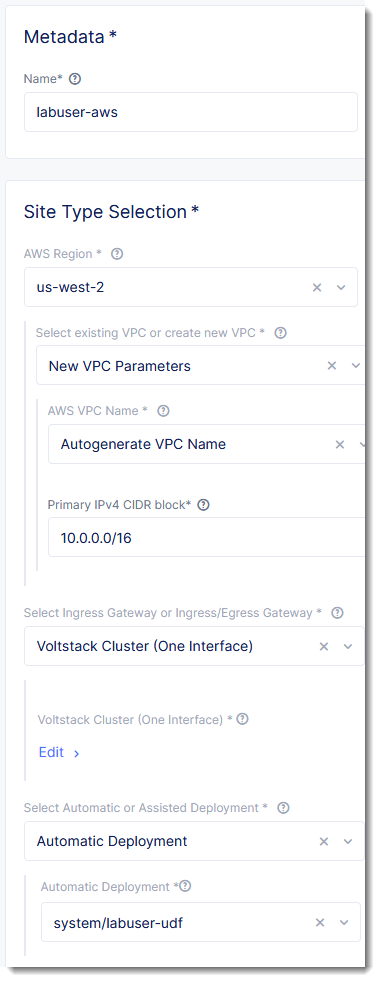 Metadata *
Name*
labuser-aws
Site Type Selection *
AWS Region *
us-west-2
Select existing VPC or create new VPC *
New VPC Parameters
AWS VPC Name *
Autogenerate VPC Name
Primary IPv4 CIDR block*
10.0.0.0/16
Select Ingress Gateway or Ingress/Egress Gateway *
Voltstack Cluster (One Interface)
Voltstack Cluster (One Interface) *
Edit
Select Automatic or Assisted Deployment *
Automatic Deployment
Automatic Deployment *
system/labuser-udf